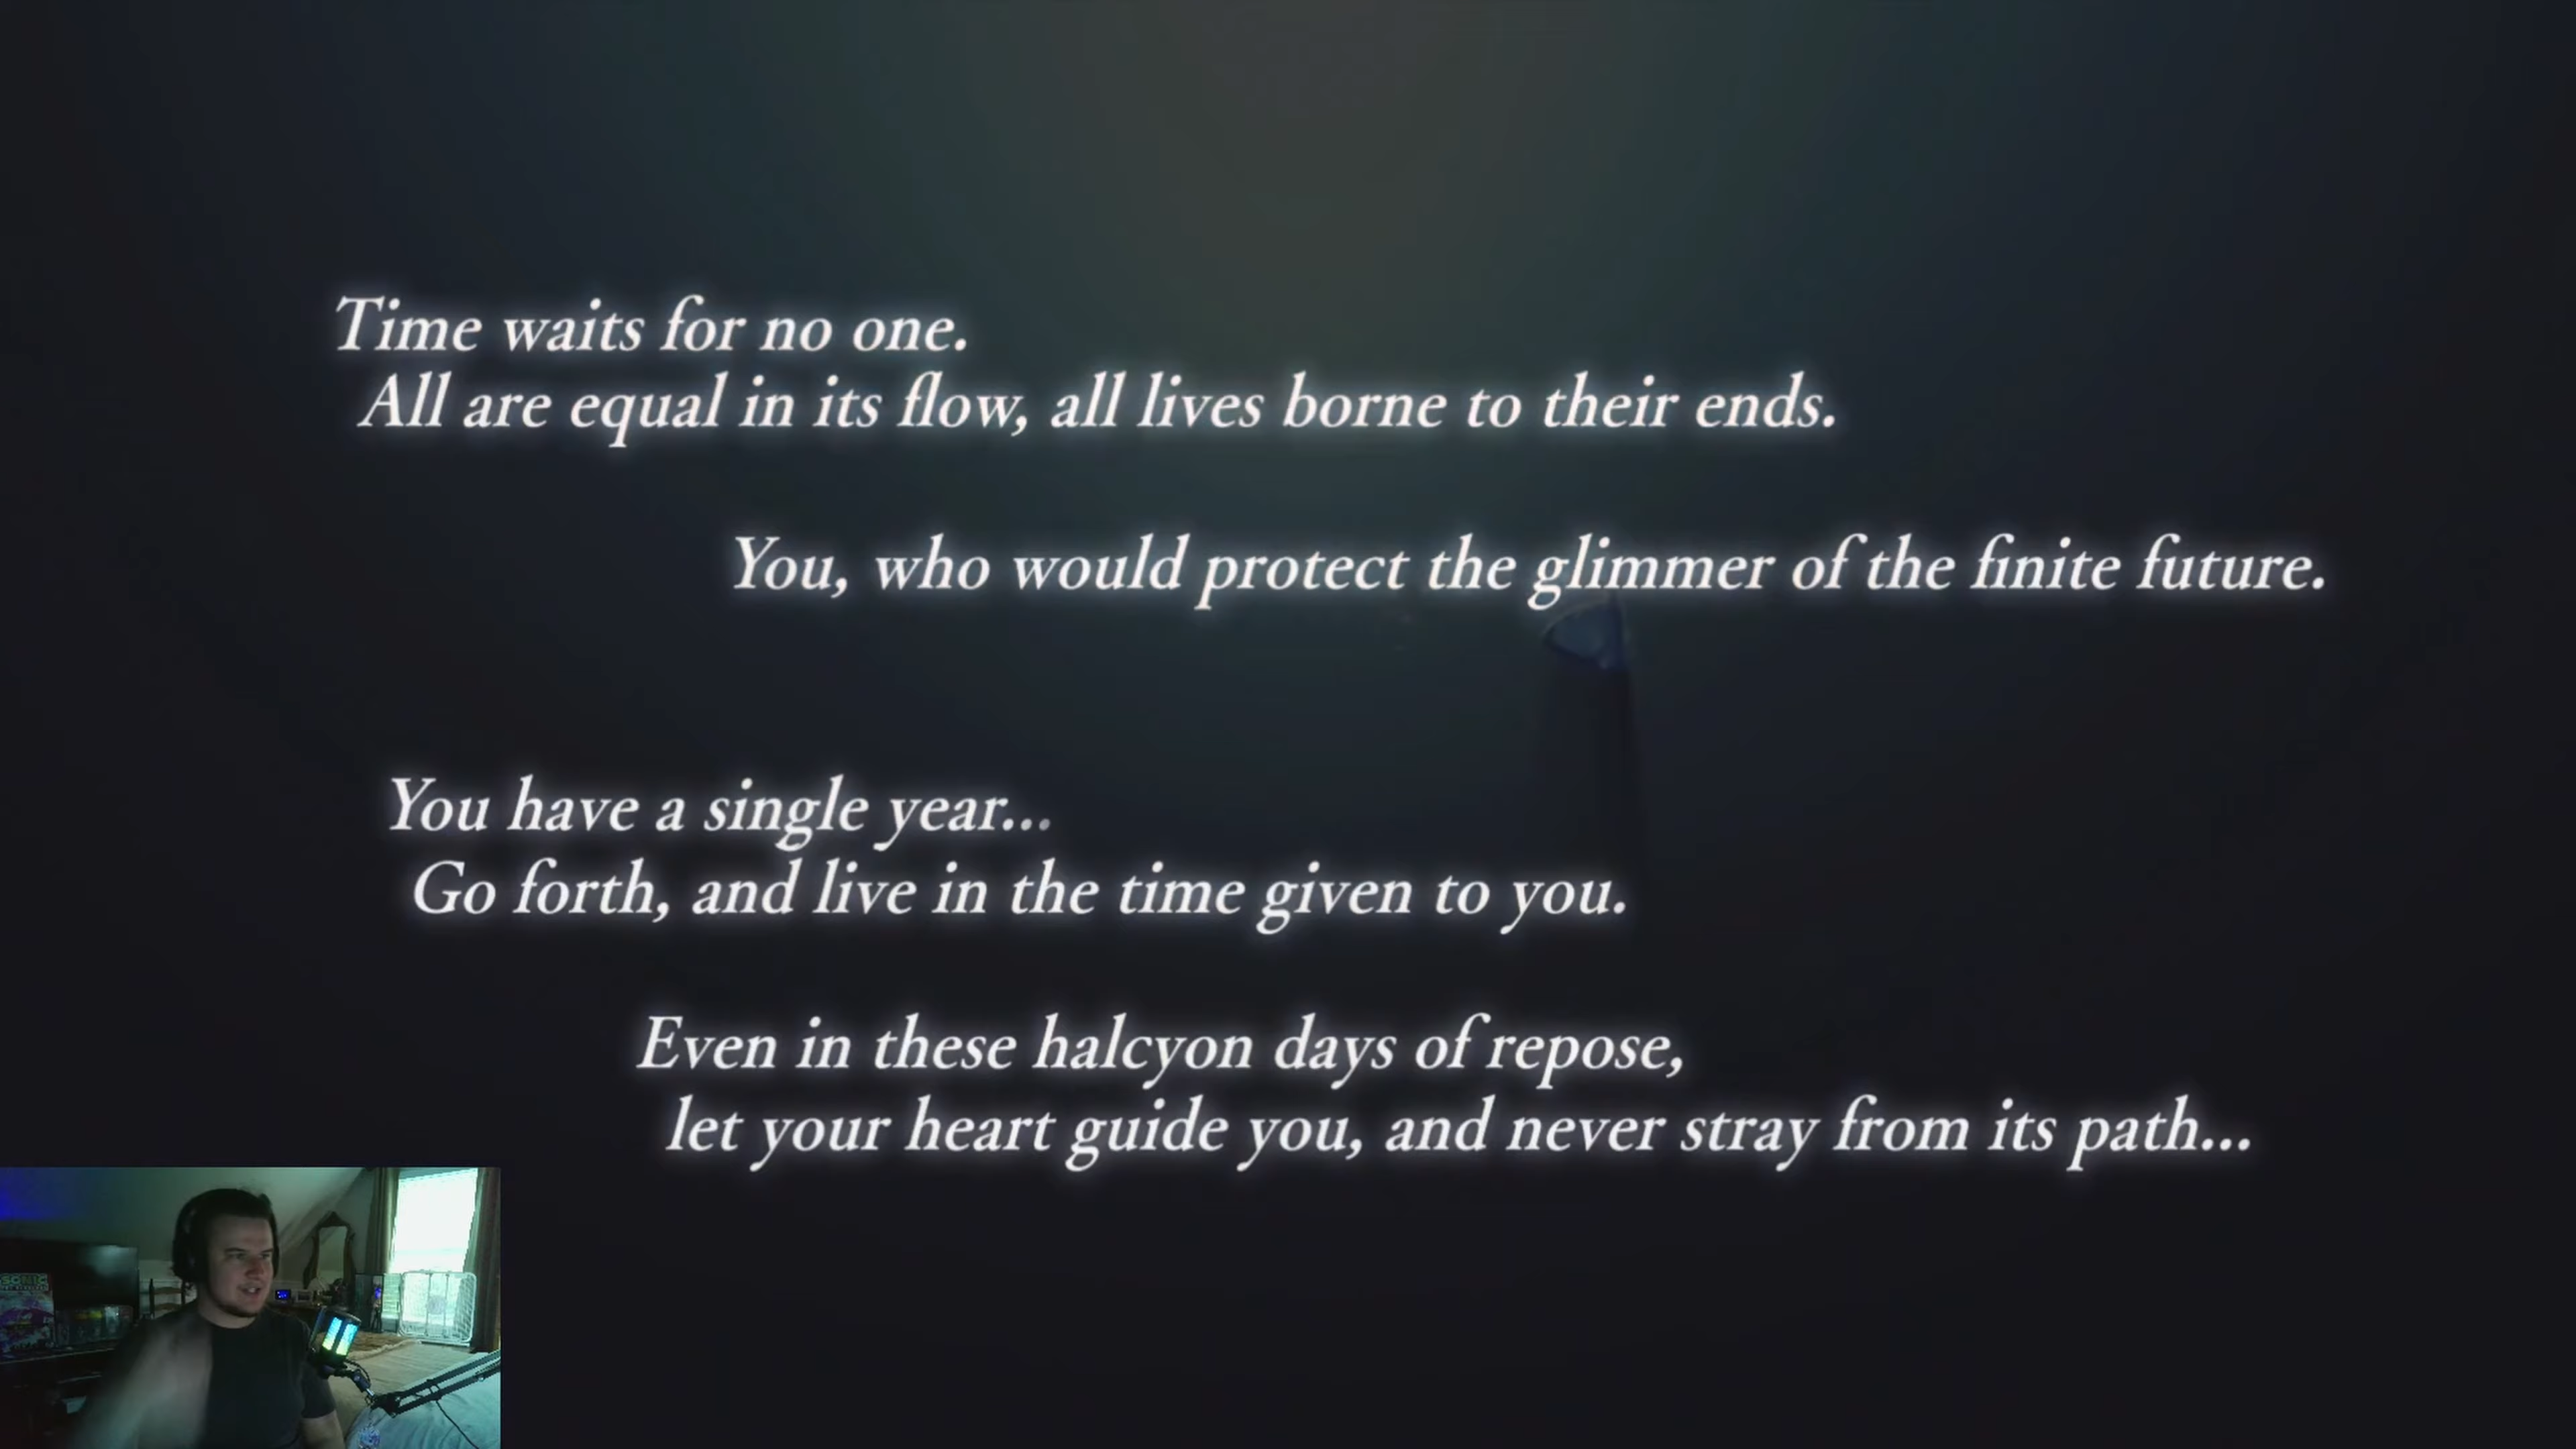 Time waits for no one.
All are equal in its flow, all lives borne to their ends.
You, who would protect the glimmer of the finite future.
You have a single year...
Go forth, and live in the time given to you.
Even in these halcyon days of repose,
let your heart guide you, and never stray from its path...
SONIC